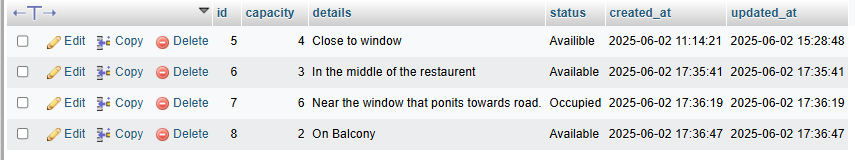 id capacity details status created_at updated_at
Edit Copy Delete 5 4 Close to window Availible 2025-06-02 11:14:21 2025-06-02 15:28:48
Edit Copy Delete 6 3 In the middle of the restaurent Available 2025-06-02 17:35:41 2025-06-02 17:35:41
Edit Copy Delete 7 6 Near the window that ponits towards road. Occupied 2025-06-02 17:36:19 2025-06-02 17:36:19
Edit Copy Delete 8 2 On Balcony Available 2025-06-02 17:36:47 2025-06-02 17:36:47